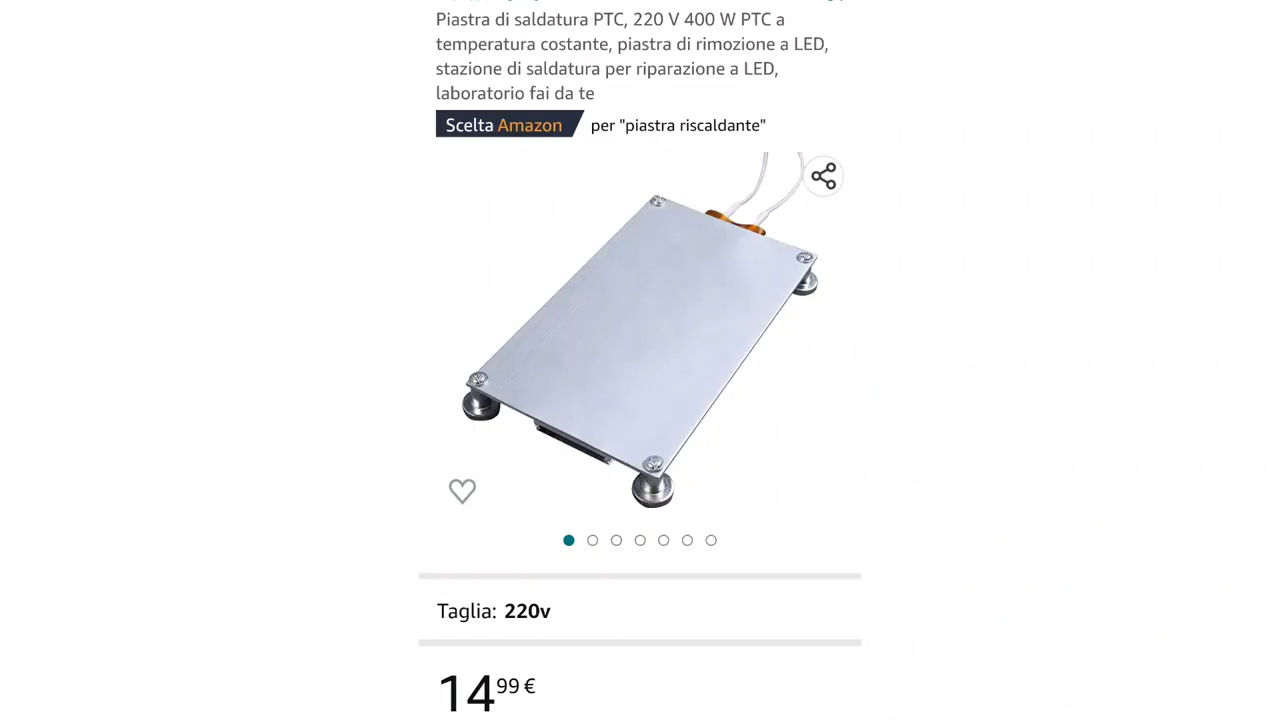 Piastra di saldatura PTC, 220 V 400 W PTC a
temperatura costante, piastra di rimozione a LED,
stazione di saldatura per riparazione a LED,
laboratorio fai da te
Scelta Amazon per "piastra riscaldante"
Taglia: 220v
14 99 €